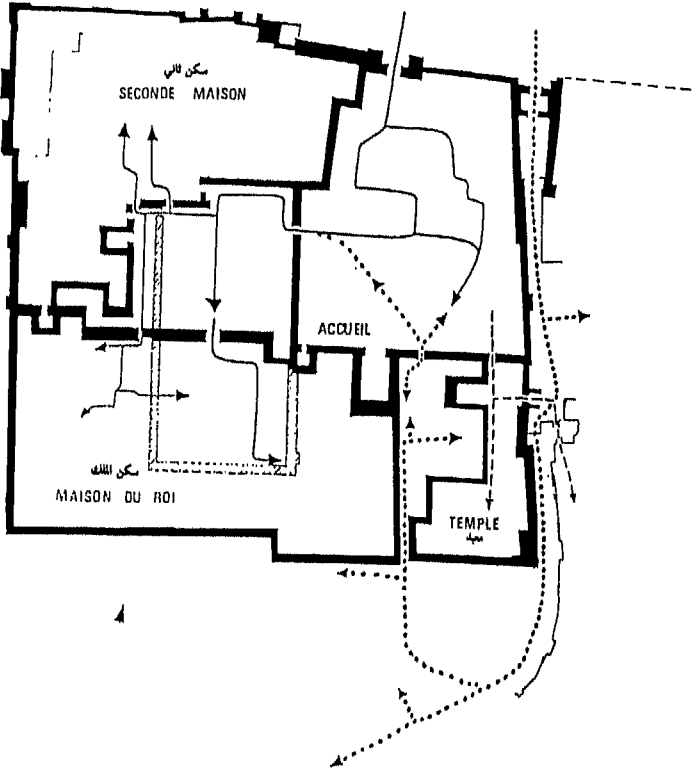 سكن ثاني
SECONDE MAISON
ACCUEIL
سكن الملك
MAISON DU ROI
TEMPLE
معبد